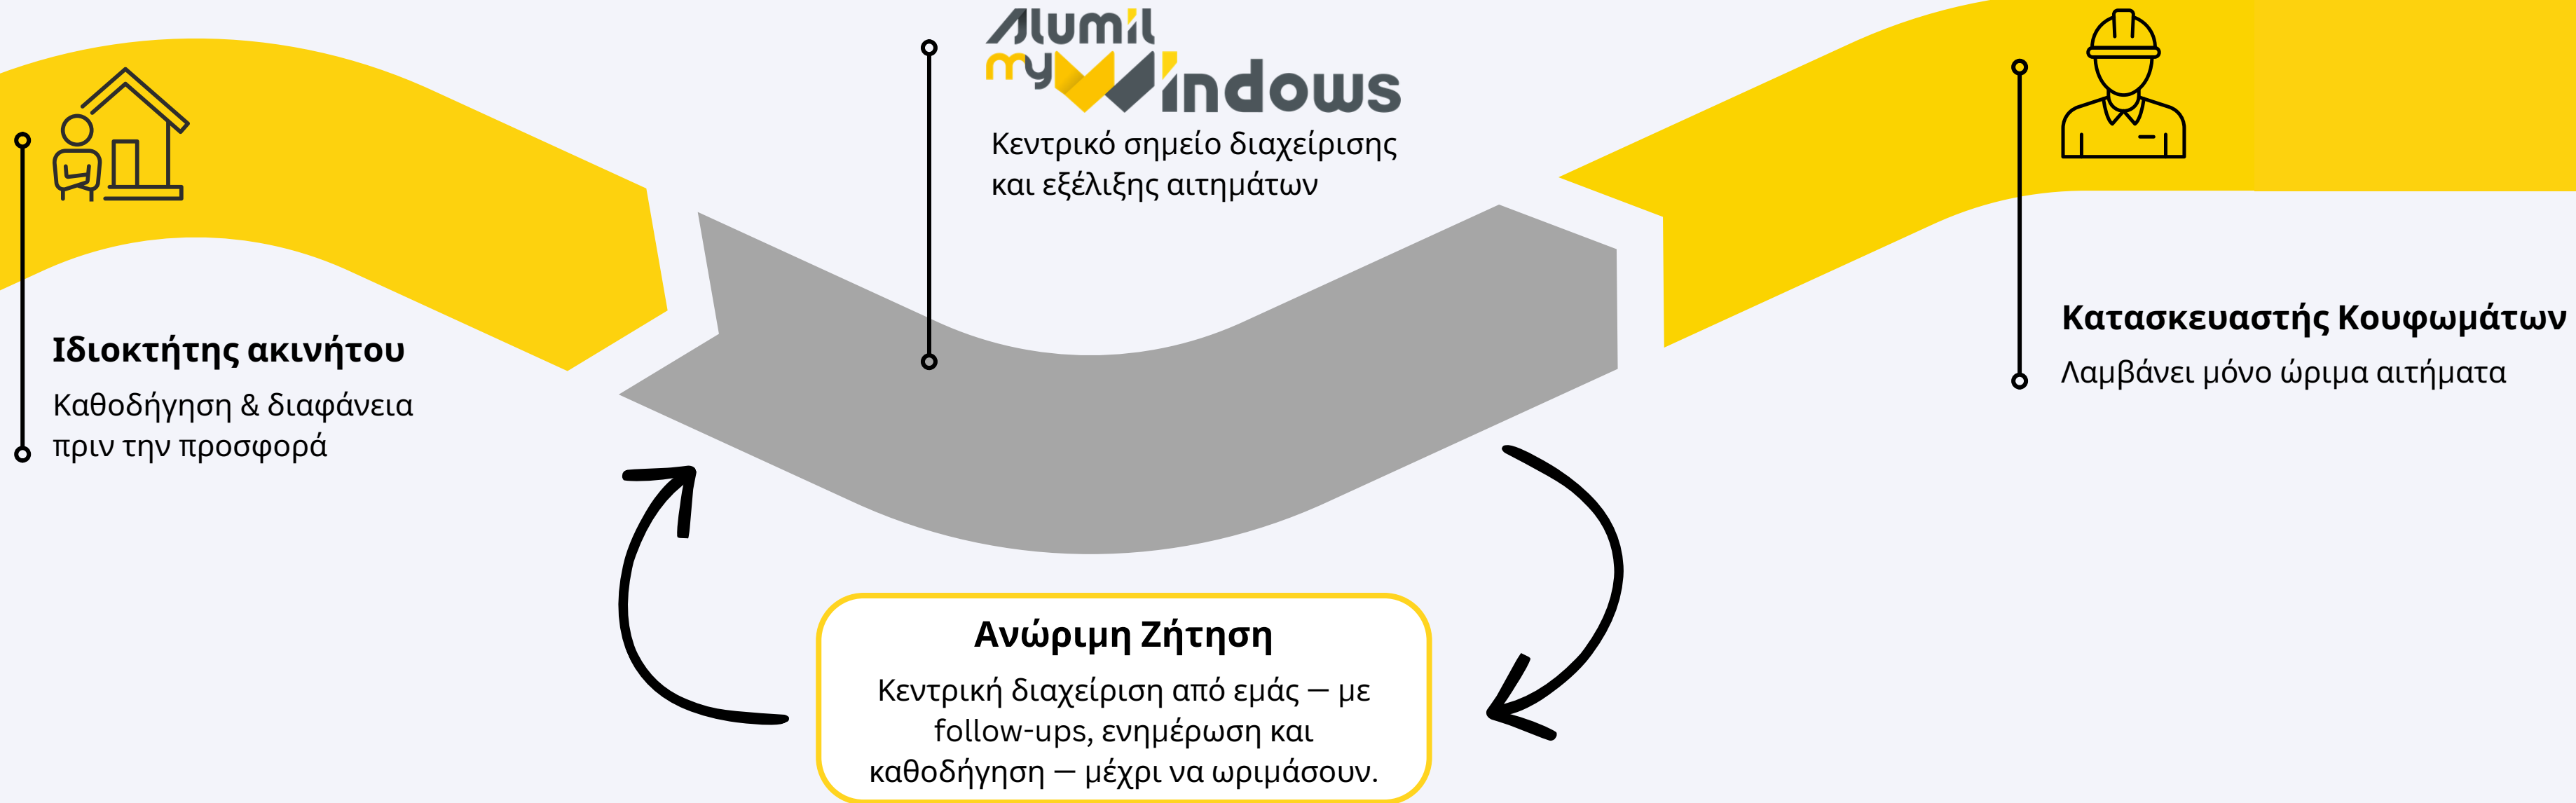 Alumil
my Windows
Κεντρικό σημείο διαχείρισης
και εξέλιξης αιτημάτων
Ιδιοκτήτης ακινήτου
Καθοδήγηση & διαφάνεια
πριν την προσφορά
Κατασκευαστής Κουφωμάτων
Λαμβάνει μόνο ώριμα αιτήματα
Ανώριμη Ζήτηση
Κεντρική διαχείριση από εμάς — με
follow-ups, ενημέρωση και
καθοδήγηση — μέχρι να ωριμάσουν.